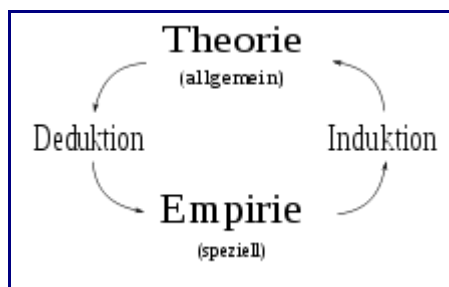 Theorie
(allgemein)
Deduktion Induktion
Empirie
(speziell)